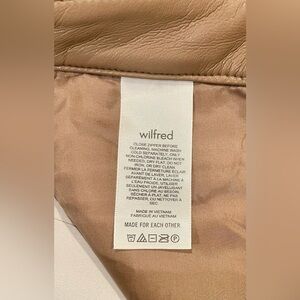 wilfred
CLOSE ZIPPER BEFORE
CLEANING, MACHINE WASH
COLD SEPARATELY, ONLY
NON-CHLORINE BLEACH WHEN
NEEDED, DRY FLAT, DO NOT
IRON, OR DRY CLEAN
FERMER LA FERMETURE ECLAIR
AVANT DE LAVER, LAVER
SÉPARÉMENT À LA MACHINE À
L'EAU FROIDE, UTILISER
SEULEMENT UN JAVELLISANT
SANS CHLORE AU BESOIN,
SÉCHER À PLAT, NE PAS
REPASSER, OU NETTOYER À
SEC
MADE IN VIETNAM
FABRIQUÉ AU VIETNAM
MADE FOR EACH OTHER